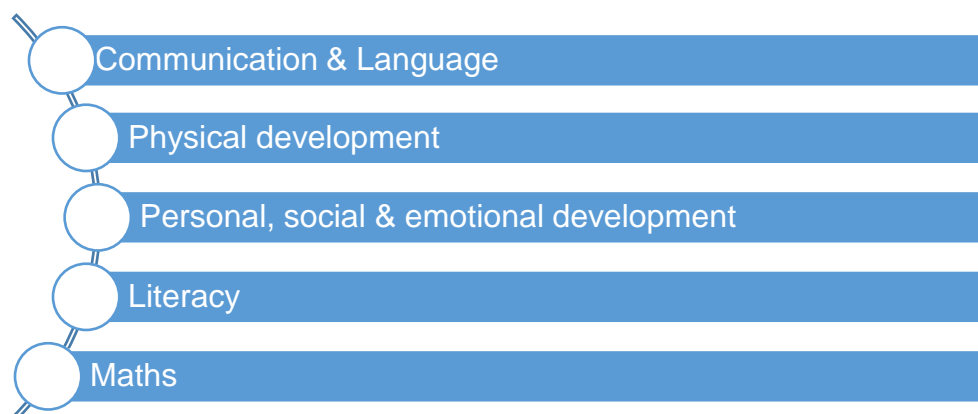 Communication & Language
Physical development
Personal, social & emotional development
Literacy
Maths